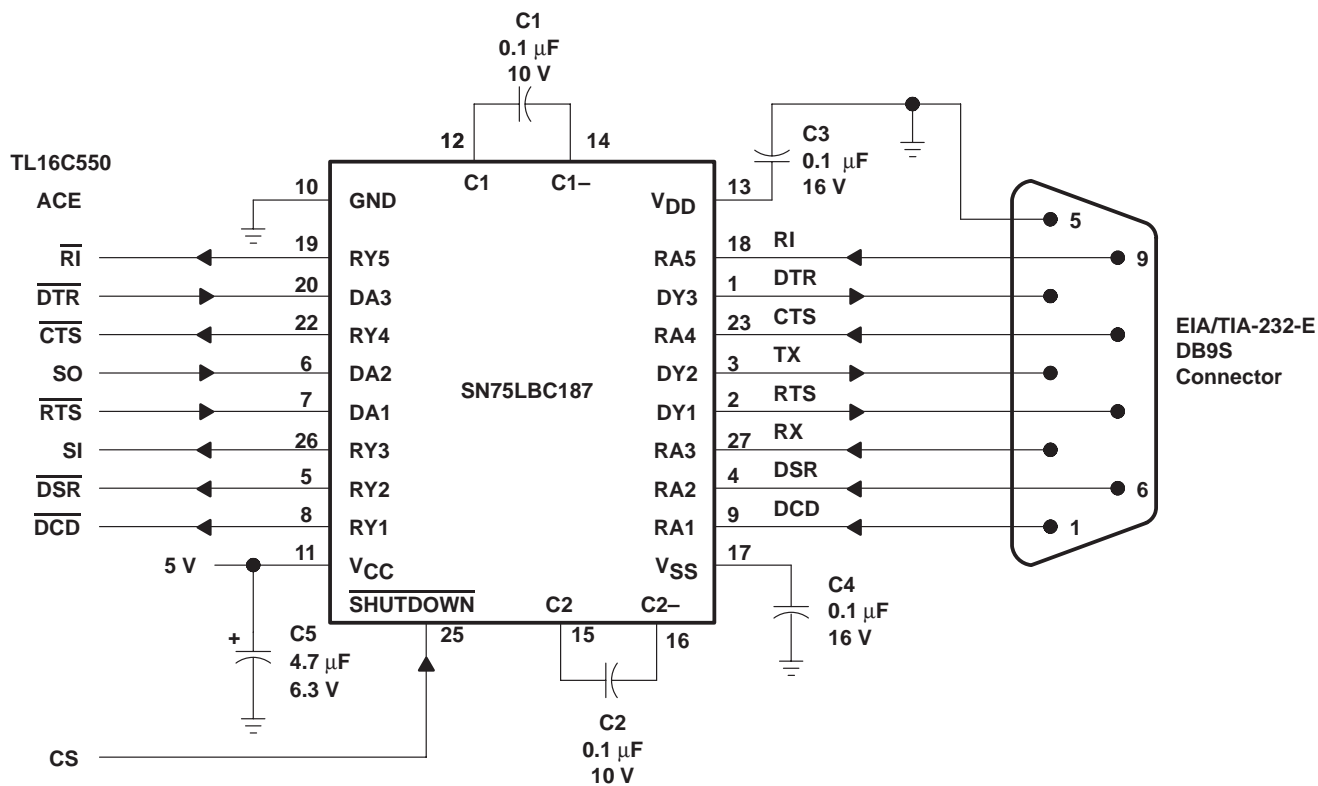 C1
0.1 μF
10 V
12
14
C3
0.1 μF
16 V
TL16C550
ACE
10
GND
C1
C1–
VDD
13
5
RI
19
RY5
RA5
18
RI
9
DTR
20
DA3
DY3
1
DTR
CTS
22
RY4
RA4
23
CTS
SO
6
DA2
DY2
3
TX
RTS
7
DA1
DY1
2
RTS
SI
26
RY3
RA3
27
RX
DSR
5
RY2
RA2
4
DSR
6
DCD
8
RY1
RA1
9
DCD
1
SN75LBC187
EIA/TIA-232-E
DB9S
Connector
5 V
11
VCC
VSS
17
SHUTDOWN
C2
C2–
25
15
16
+
C5
4.7 μF
6.3 V
C4
0.1 μF
16 V
C2
0.1 μF
10 V
CS